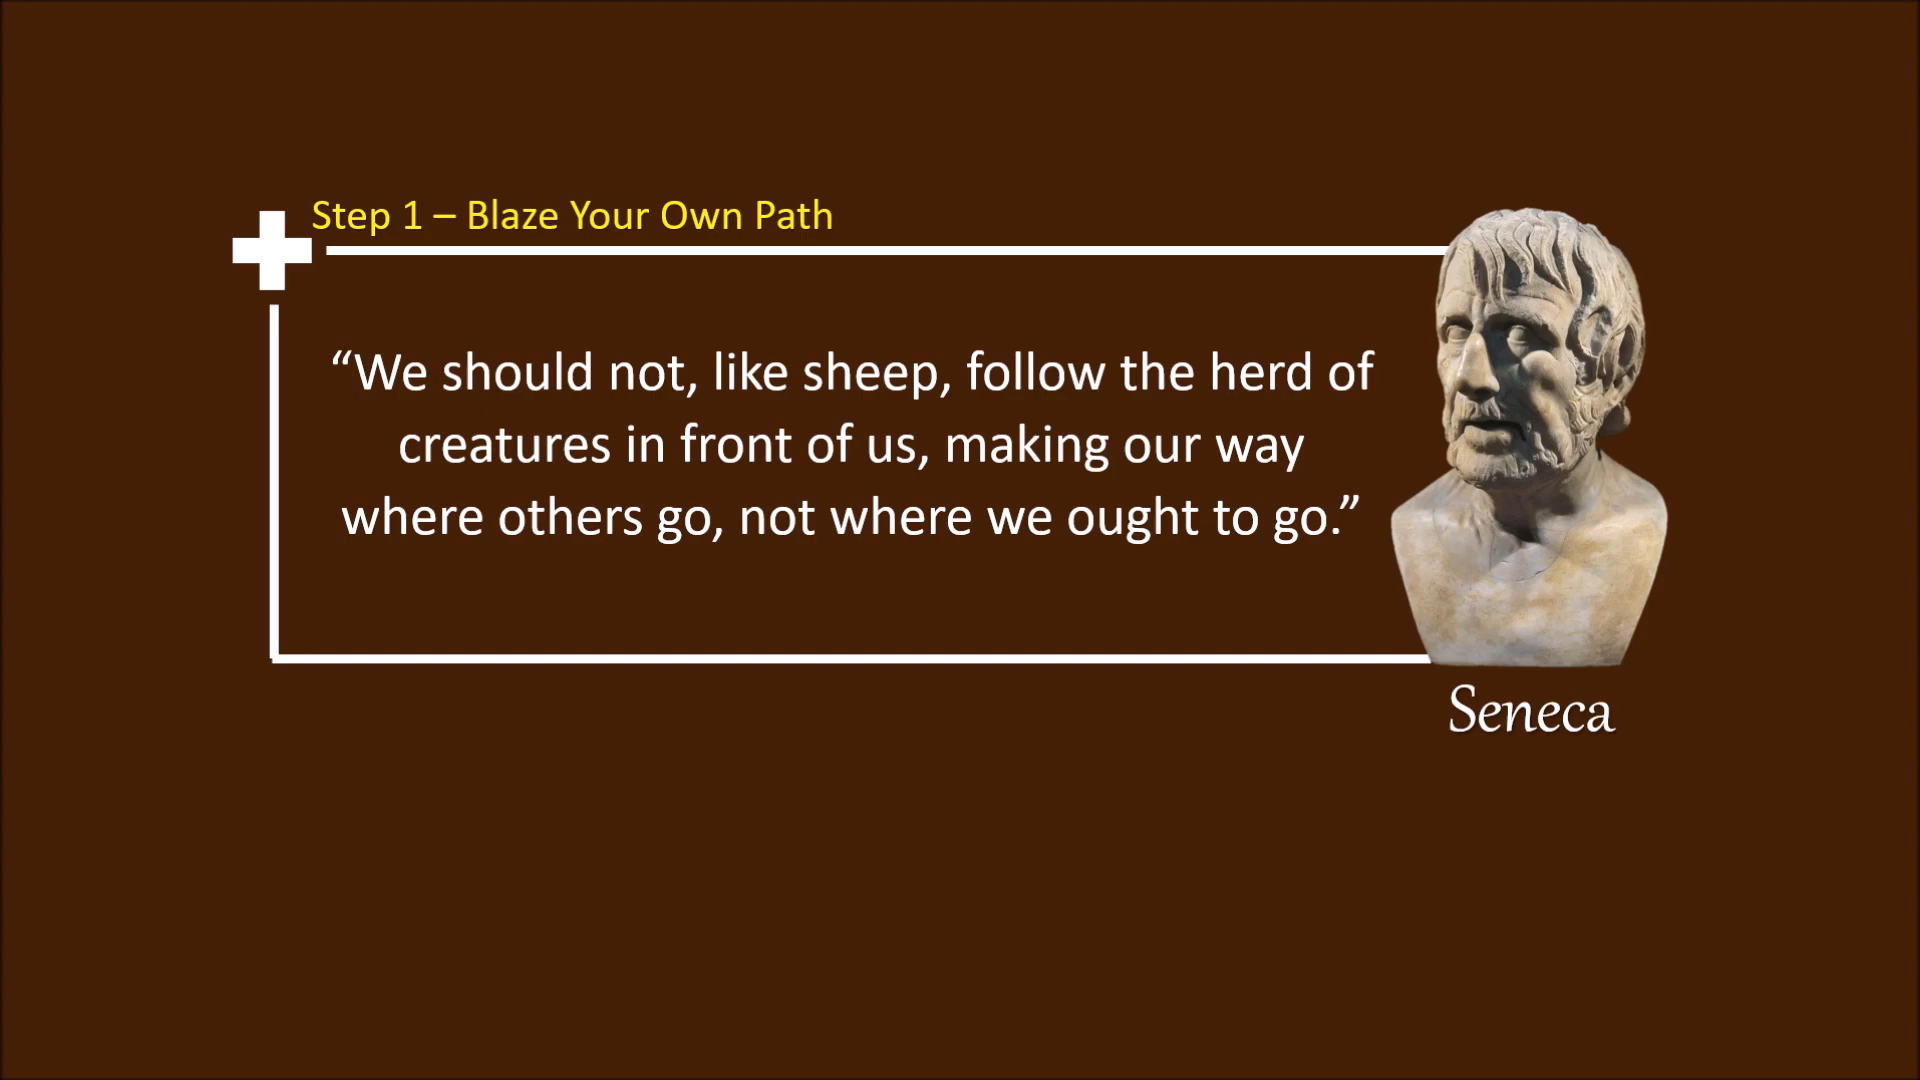 Step 1 – Blaze Your Own Path
“We should not, like sheep, follow the herd of
creatures in front of us, making our way
where others go, not where we ought to go.”
Seneca